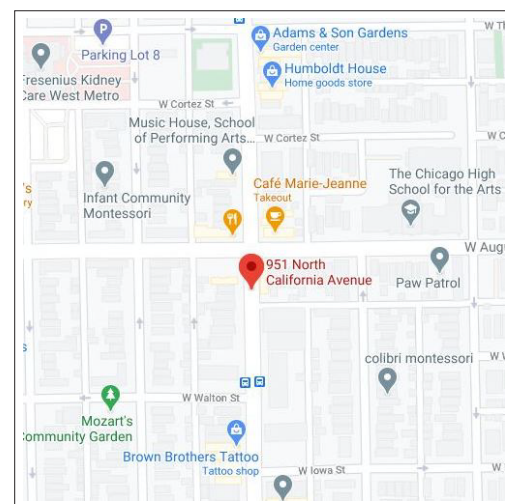 Adams & Son Gardens
Garden center
W Th
P
Parking Lot 8
Humboldt House
Home goods store
Fresenius Kidney
Care West Metro
W Cortez St
Music House, School
of Performing Arts...
W Cortez St
W C
The Chicago High
School for the Arts
Café Marie-Jeanne
Takeout
's
ry
Infant Community
Montessori
W Augu
951 North
California Avenue
Paw Patrol
s
colibri montessori
W W
W Walton St
Mozart's
Community Garden
Brown Brothers Tattoo
Tattoo shop
W Iowa St
W I